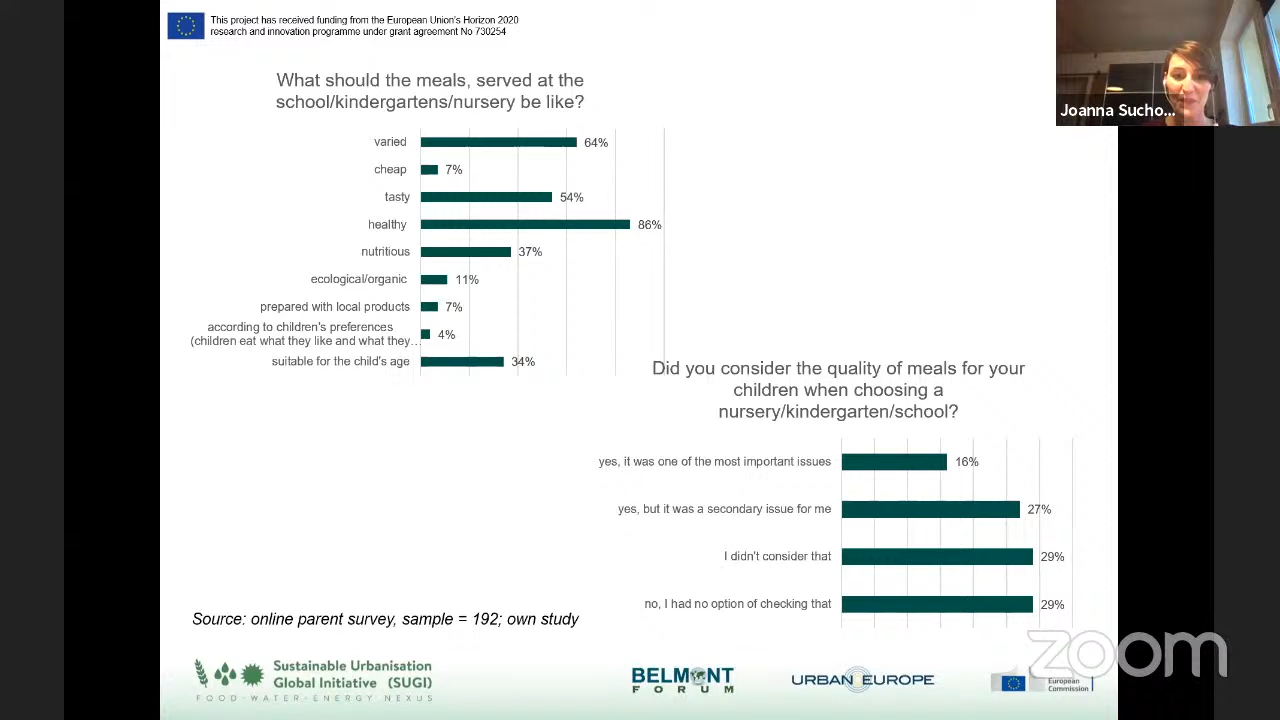 This project has received funding from the European Union's Horizon 2020
research and innovation programme under grant agreement No 730254
Joanna Sucho...
What should the meals, served at the
school/kindergartens/nursery be like?
varied 64%
cheap 7%
tasty 54%
healthy 86%
nutritious 37%
ecological/organic 11%
prepared with local products 7%
according to children's preferences
(children eat what they like and what they... 4%
suitable for the child's age 34%
Did you consider the quality of meals for your
children when choosing a
nursery/kindergarten/school?
yes, it was one of the most important issues 16%
yes, but it was a secondary issue for me 27%
I didn't consider that 29%
no, I had no option of checking that 29%
Source: online parent survey, sample = 192; own study
Sustainable Urbanisation
Global Initiative (SUGI)
FOOD-WATER-ENERGY NEXUS
BELMONT
FORUM
URBAN EUROPE
European
Commission
zoom